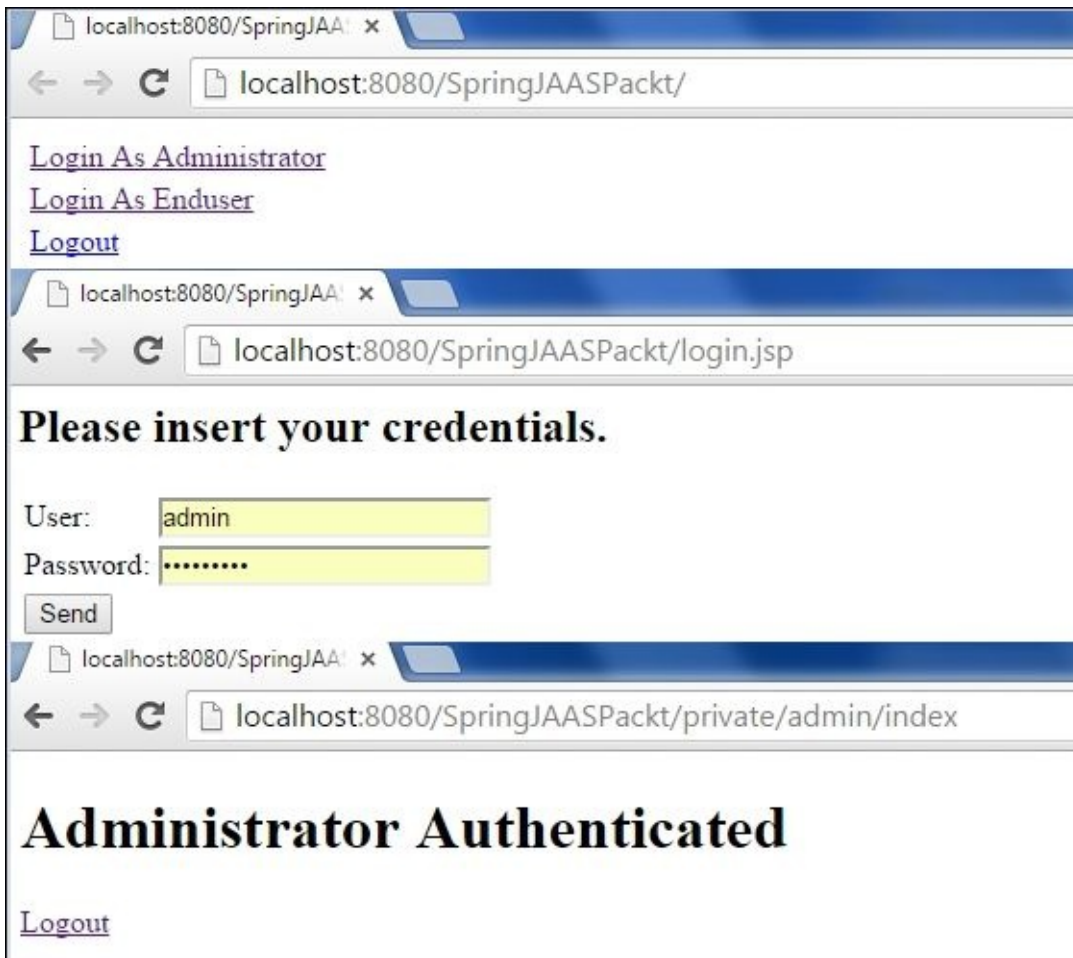 localhost:8080/SpringJAA
localhost:8080/SpringJAASPackt/
Login As Administrator
Login As Enduser
Logout
localhost:8080/SpringJAA
localhost:8080/SpringJAASPackt/login.jsp
Please insert your credentials.
User: admin
Password: •••••••••
Send
localhost:8080/SpringJAA
localhost:8080/SpringJAASPackt/private/admin/index
Administrator Authenticated
Logout